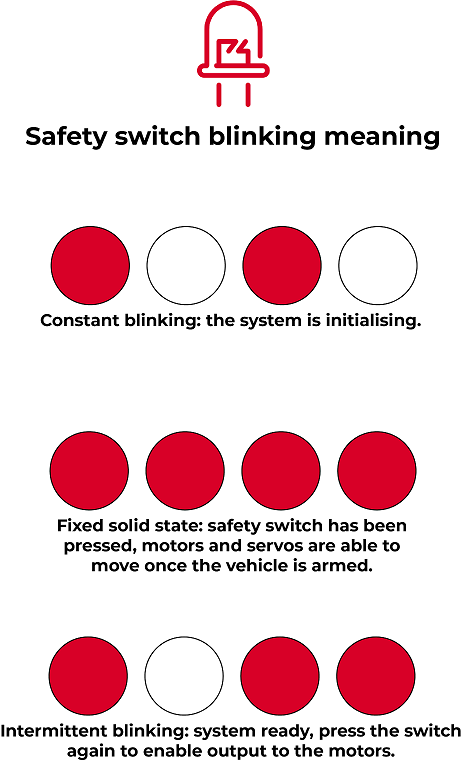 Safety switch blinking meaning
Constant blinking: the system is initialising.
Fixed solid state: safety switch has been
pressed, motors and servos are able to
move once the vehicle is armed.
Intermittent blinking: system ready, press the switch
again to enable output to the motors.